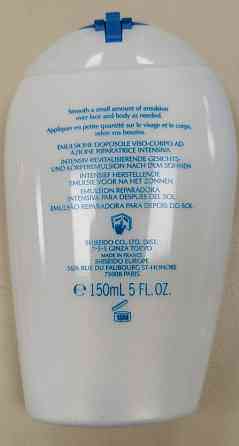 Smooth a small amount of emulsion
over face and body as needed.
Appliquer en petite quantité sur le visage et le corps,
selon vos besoins.
EMULSIONE DOPOSOLE VISO-CORPO AD
AZIONE RIPARATRICE INTENSIVA
INTENSIV REVITALISIERENDE GESICHTS-
UND KÖRPEREMULSION NACH DEM SONNEN
INTENSIEF HERSTELLENDE
EMULSIE VOOR NA HET ZONNEN
EMULSION REPARADORA
INTENSIVA PARA DESPUES DEL SOL
EMULSÃO REPARADORA PARA DEPOIS DO SOL
SHISEIDO CO., LTD. DIST.
7-5-5 GINZA TOKYO
MADE IN FRANCE
SHISEIDO EUROPE
RUE DU FAUBOURG ST-HONORE
75008 PARIS
℮ 150mL 5 FL.OZ.